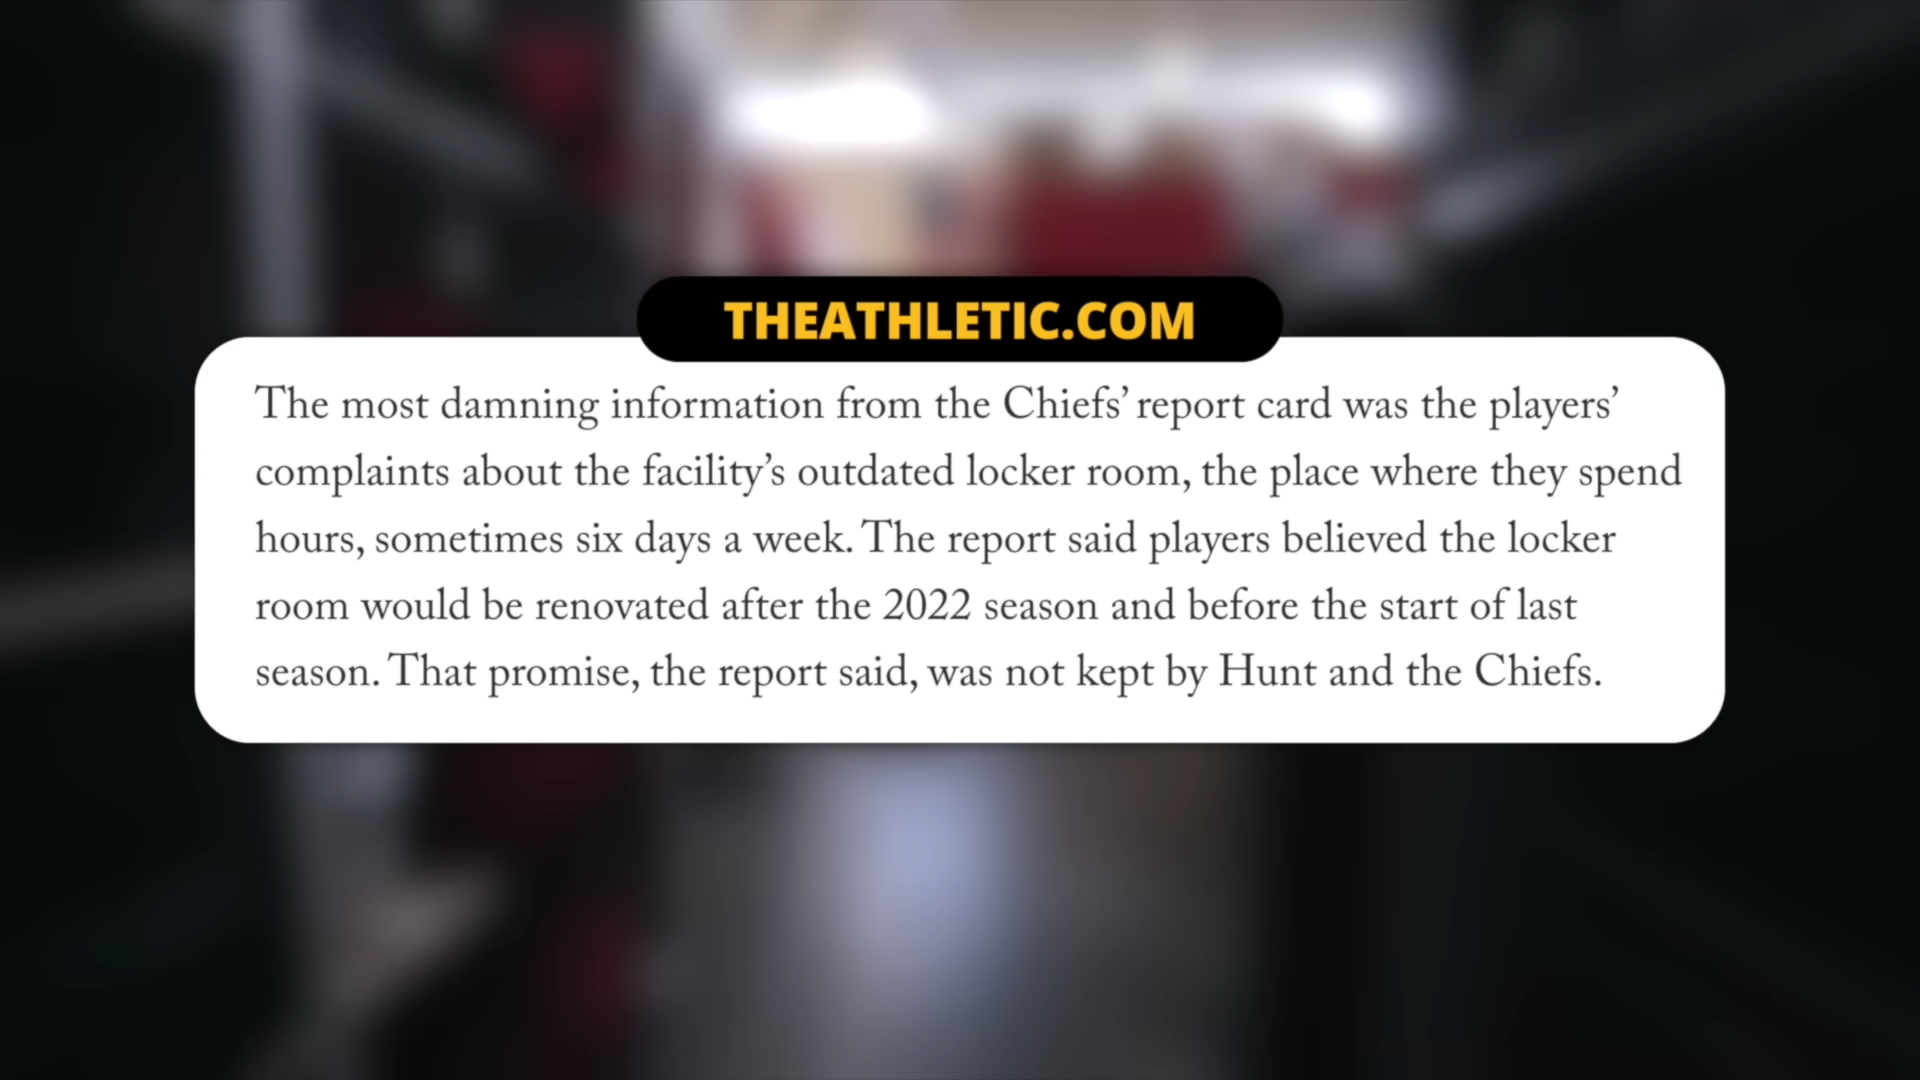 THEATHLETIC.COM
The most damning information from the Chiefs’ report card was the players’
complaints about the facility’s outdated locker room, the place where they spend
hours, sometimes six days a week. The report said players believed the locker
room would be renovated after the 2022 season and before the start of last
season. That promise, the report said, was not kept by Hunt and the Chiefs.